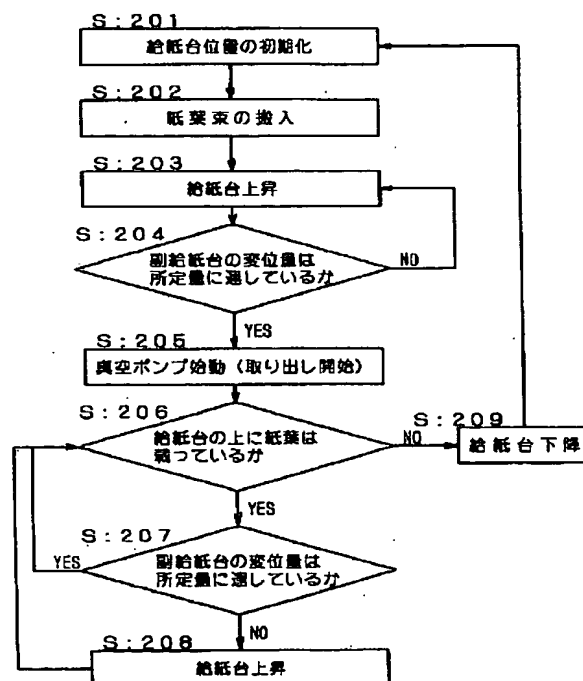 S:201
給紙台位置の初期化
S:202
紙葉束の搬入
S:203
給紙台上昇
S:204
副給紙台の変位量は
所定量に達しているか
NO
YES
S:205
真空ポンプ始動（取り出し開始）
S:206
給紙台の上に紙葉は
載っているか
NO
S:209
給紙台下降
YES
S:207
副給紙台の変位量は
所定量に達しているか
YES
NO
S:208
給紙台上昇